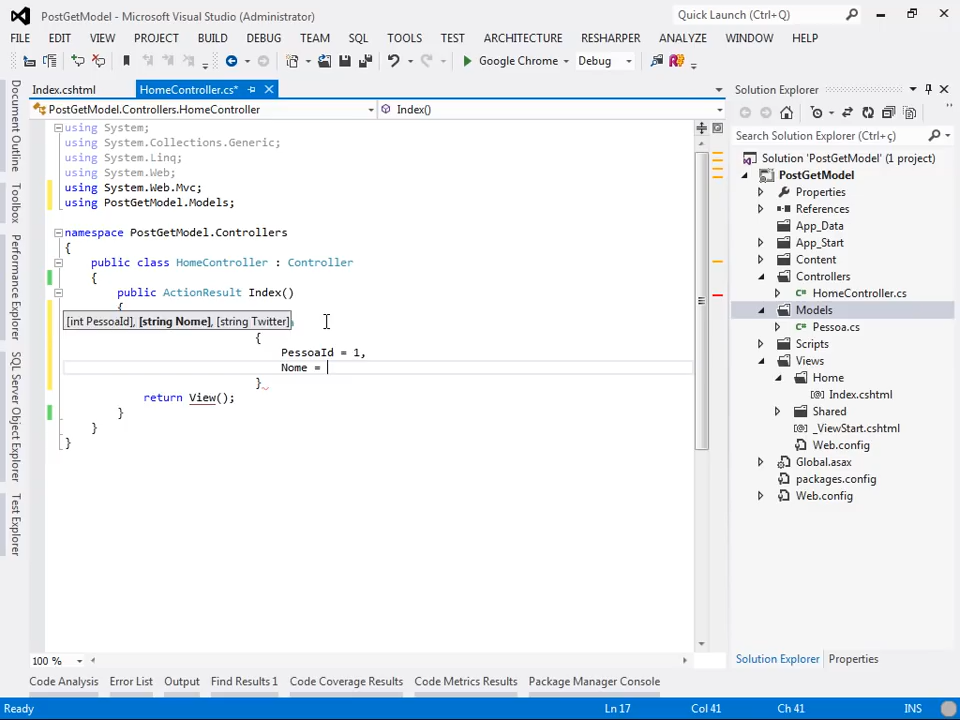 PostGetModel - Microsoft Visual Studio (Administrator)
Quick Launch (Ctrl+Q)
FILE EDIT VIEW PROJECT BUILD DEBUG TEAM SQL TOOLS TEST ARCHITECTURE RESHARPER ANALYZE WINDOW HELP
Google Chrome Debug
Index.cshtml HomeController.cs*
PostGetModel.Controllers.HomeController Index()
using System;
using System.Collections.Generic;
using System.Linq;
using System.Web;
using System.Web.Mvc;
using PostGetModel.Models;
namespace PostGetModel.Controllers
{
public class HomeController : Controller
{
public ActionResult Index()
{
[int PessoaId], [string Nome], [string Twitter]
{
PessoaId = 1,
Nome =
}
return View();
}
}
}
100 %
Document Outline
Toolbox
Performance Explorer
SQL Server Object Explorer
Test Explorer
Solution Explorer
Search Solution Explorer (Ctrl+ç)
Solution 'PostGetModel' (1 project)
PostGetModel
Properties
References
App_Data
App_Start
Content
Controllers
HomeController.cs
Models
Pessoa.cs
Scripts
Views
Home
Index.cshtml
Shared
_ViewStart.cshtml
Web.config
Global.asax
packages.config
Web.config
Solution Explorer Properties
Code Analysis Error List Output Find Results 1 Code Coverage Results Code Metrics Results Package Manager Console
Ready Ln 17 Col 41 Ch 41 INS